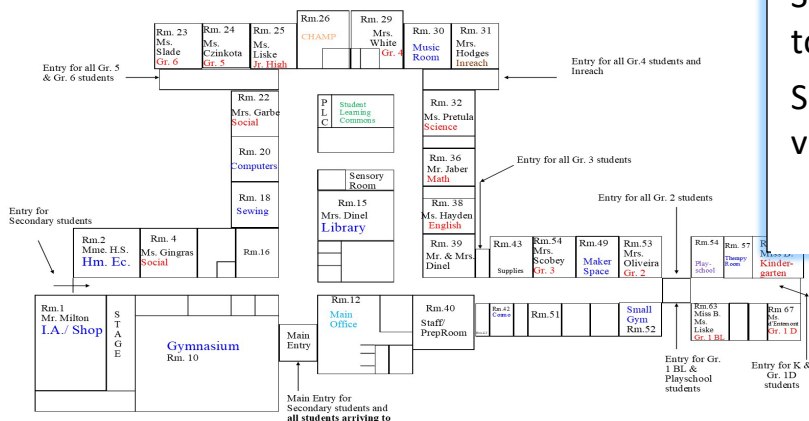 Rm. 23
Ms.
Slade
Gr. 6
Rm. 24
Ms.
Czinkota
Gr. 5
Rm. 25
Ms.
Liske
Jr. High
Rm.26
CHAMP
Rm. 29
Mrs.
White
Gr. 4
Rm. 30
Music
Room
Rm. 31
Mrs.
Hodges
Inreach
Entry for all Gr. 5
& Gr. 6 students
Entry for all Gr.4 students and
Inreach
Rm. 22
Mrs. Garbe
Social
Rm. 20
Computers
Rm. 18
Sewing
P
L
C
Student
Learning
Commons
Sensory
Room
Rm.15
Mrs. Dinel
Library
Rm. 32
Ms. Pretula
Science
Rm. 36
Mr. Jaber
Math
Rm. 38
Ms. Hayden
English
Rm. 39
Mr. & Mrs.
Dinel
Entry for all Gr. 3 students
Entry for all Gr. 2 students
Entry for
Secondary students
Rm.2
Mme. H.S.
Hm. Ec.
Rm. 4
Ms. Gingras
Social
Rm.16
Rm.43
Supplies
Rm.54
Mrs.
Scobey
Gr. 3
Rm.49
Maker
Space
Rm.53
Mrs.
Oliveira
Gr. 2
Rm.54
Play-
school
Rm. 57
Therapy
Room
Kinder-
garten
Rm.1
Mr. Milton
I.A./ Shop
S
T
A
G
E
Gymnasium
Rm. 10
Main
Entry
Rm.12
Main
Office
Rm.40
Staff/
PrepRoom
Rm 42
Rm.51
Small
Gym
Rm.52
Rm.63
Miss B.
Ms.
Liske
Gr. 1 BL
Rm 67
Ms.
d'Entremont
Gr. 1 D
Entry for Gr.
1 BL &
Playschool
students
Entry for K &
Gr. 1D
students
Main Entry for
Secondary students and
all students arriving to